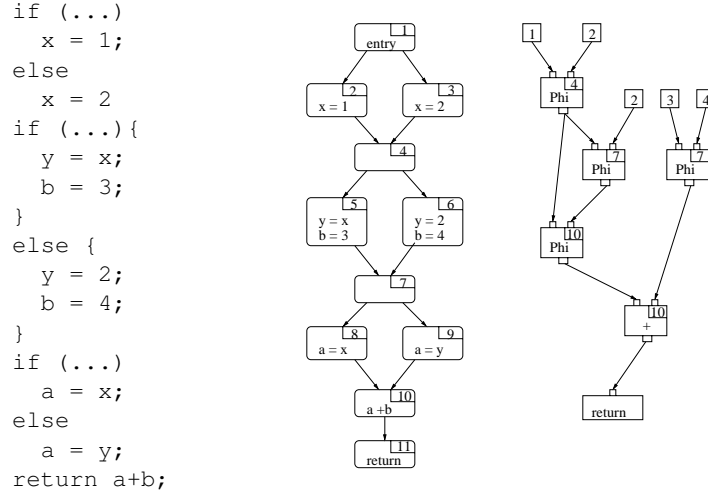 if (...)
x = 1;
else
x = 2
if (...){
y = x;
b = 3;
}
else {
y = 2;
b = 4;
}
if (...)
a = x;
else
a = y;
return a+b;
1
entry
2
x = 1
3
x = 2
4
5
y = x
b = 3
6
y = 2
b = 4
7
8
a = x
9
a = y
10
a +b
11
return
1
2
4
Phi
2
3
4
7
Phi
7
Phi
10
Phi
10
+
return